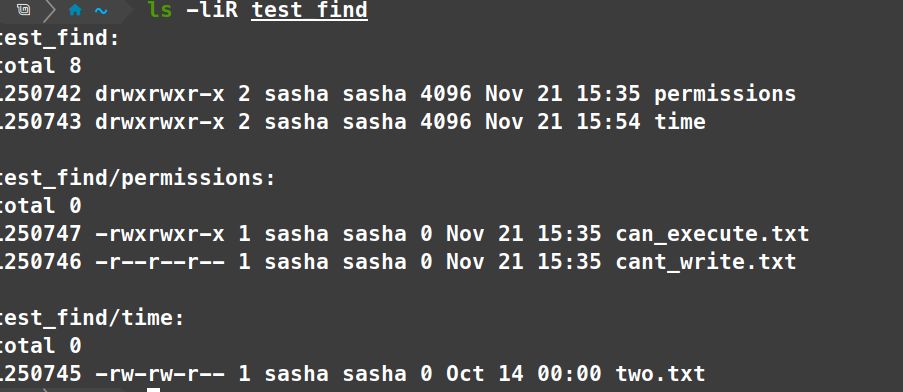 ls -liR test_find
test_find:
total 8
1250742 drwxrwxr-x 2 sasha sasha 4096 Nov 21 15:35 permissions
1250743 drwxrwxr-x 2 sasha sasha 4096 Nov 21 15:54 time
test_find/permissions:
total 0
1250747 -rwxrwxr-x 1 sasha sasha 0 Nov 21 15:35 can_execute.txt
1250746 -r--r--r-- 1 sasha sasha 0 Nov 21 15:35 cant_write.txt
test_find/time:
total 0
1250745 -rw-rw-r-- 1 sasha sasha 0 Oct 14 00:00 two.txt